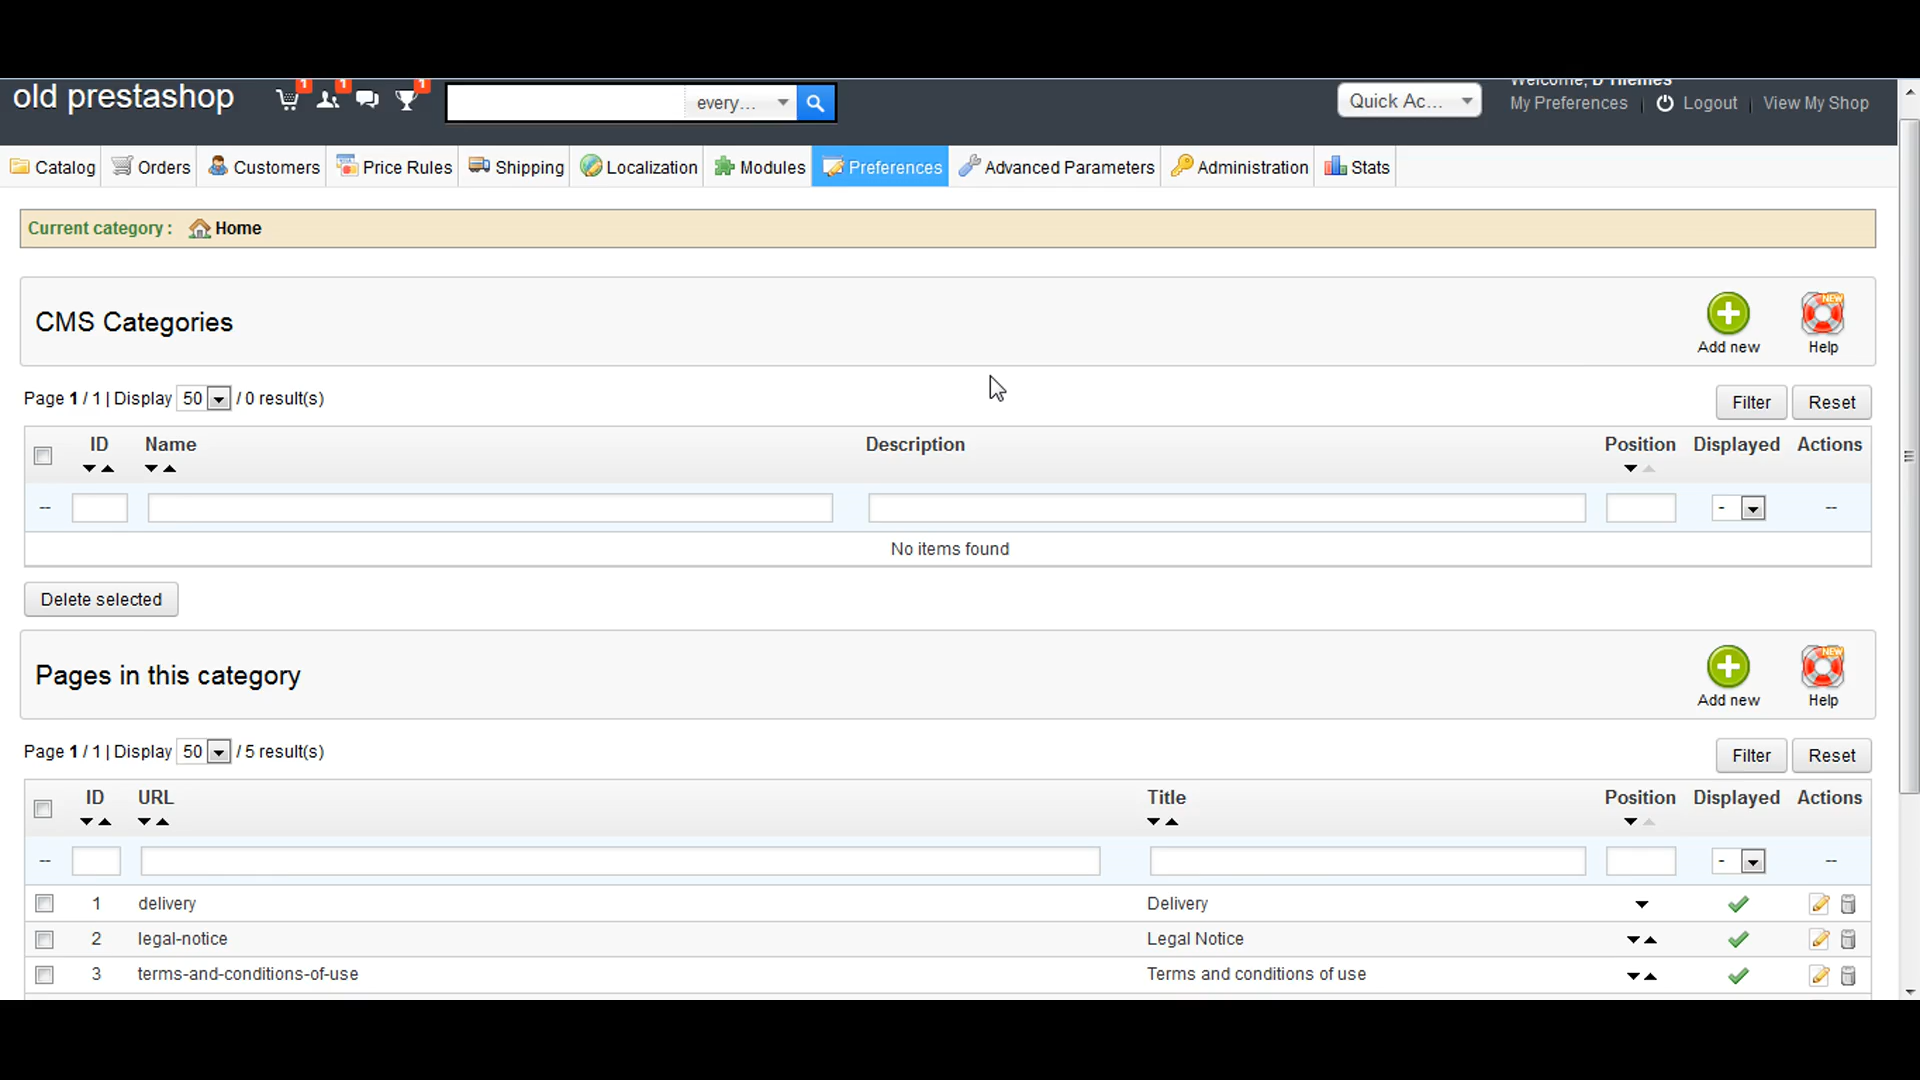 Welcome, D Themes
old prestashop 1 1 1 every... Quick Ac... My Preferences | Logout | View My Shop
Catalog Orders Customers Price Rules Shipping Localization Modules Preferences Advanced Parameters Administration Stats
Current category : Home
CMS Categories
Add new NEW Help
Page 1 / 1 | Display 50 / 0 result(s) Filter Reset
ID Name Description Position Displayed Actions
-- - --
No items found
Delete selected
Pages in this category
Add new NEW Help
Page 1 / 1 | Display 50 / 5 result(s) Filter Reset
ID URL Title Position Displayed Actions
-- - --
1 delivery Delivery
2 legal-notice Legal Notice
3 terms-and-conditions-of-use Terms and conditions of use